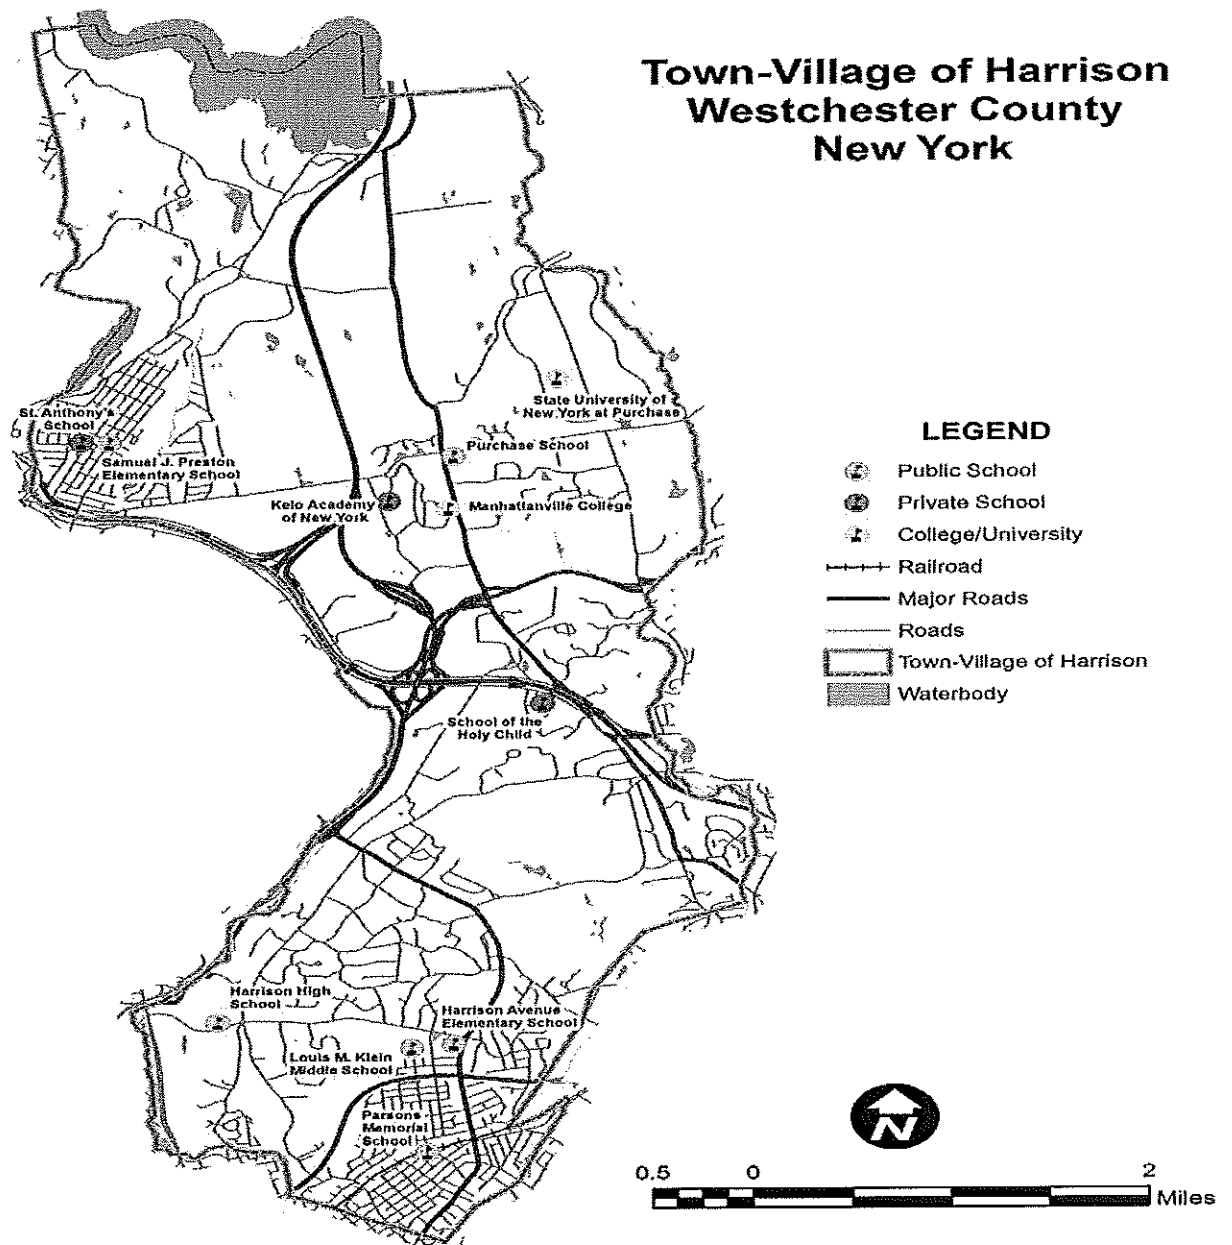 Town-Village of Harrison
Westchester County
New York
State University of
New York at Purchase
St. Anthony's
School
Samuel J. Preston
Elementary School
Purchase School
Keio Academy
of New York
Manhattanville College
School of the
Holy Child
Harrison High
School
Harrison Avenue
Elementary School
Louis M. Klein
Middle School
Parsons
Memorial
School
LEGEND
Public School
Private School
College/University
Railroad
Major Roads
Roads
Town-Village of Harrison
Waterbody
N
0.5 0 2
Miles